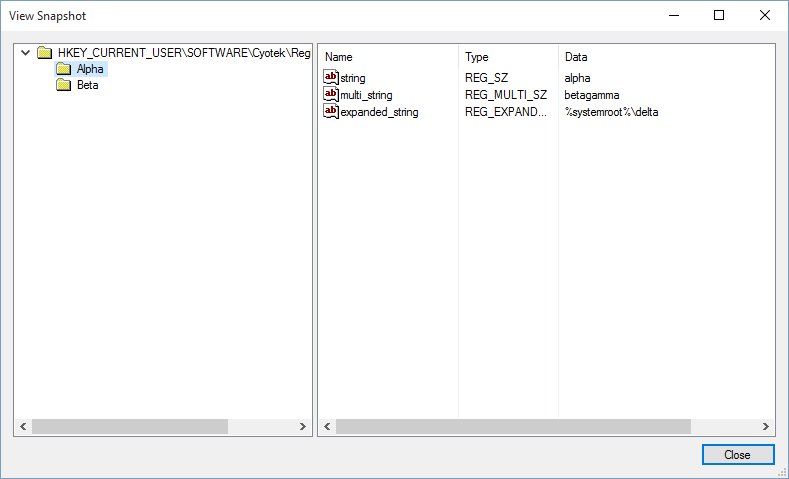 View Snapshot
HKEY_CURRENT_USER\SOFTWARE\Cyotek\Reg
Alpha
Beta
Name Type Data
string REG_SZ alpha
multi_string REG_MULTI_SZ betagamma
expanded_string REG_EXPAND... %systemroot%\delta
Close